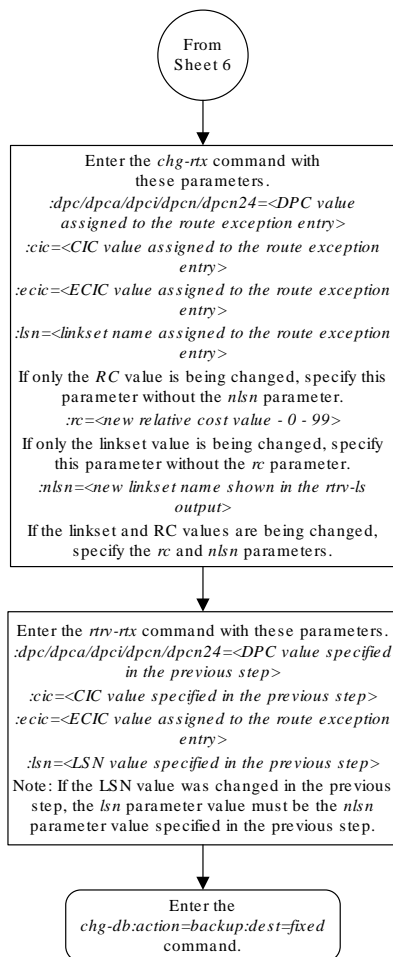 From
Sheet 6
Enter the chg-rtx command with
these parameters.
:dpc/dpca/dpci/dpcn/dpcn24=<DPC value
assigned to the route exception entry>
:cic=<CIC value assigned to the route exception
entry>
:ecic=<ECIC value assigned to the route exception
entry>
:lsn=<linkset name assigned to the route exception
entry>
If only the RC value is being changed, specify this
parameter without the nlsn parameter.
:rc=<new relative cost value - 0 - 99>
If only the linkset value is being changed, specify
this parameter without the rc parameter.
:nlsn=<new linkset name shown in the rtrv-ls
output>
If the linkset and RC values are being changed,
specify the rc and nlsn parameters.
Enter the rtrv-rtx command with these parameters.
:dpc/dpca/dpci/dpcn/dpcn24=<DPC value specified
in the previous step>
:cic=<CIC value specified in the previous step>
:ecic=<ECIC value assigned to the route exception
entry>
:lsn=<LSN value specified in the previous step>
Note: If the LSN value was changed in the previous
step, the lsn parameter value must be the nlsn
parameter value specified in the previous step.
Enter the
chg-db:action=backup:dest=fixed
command.